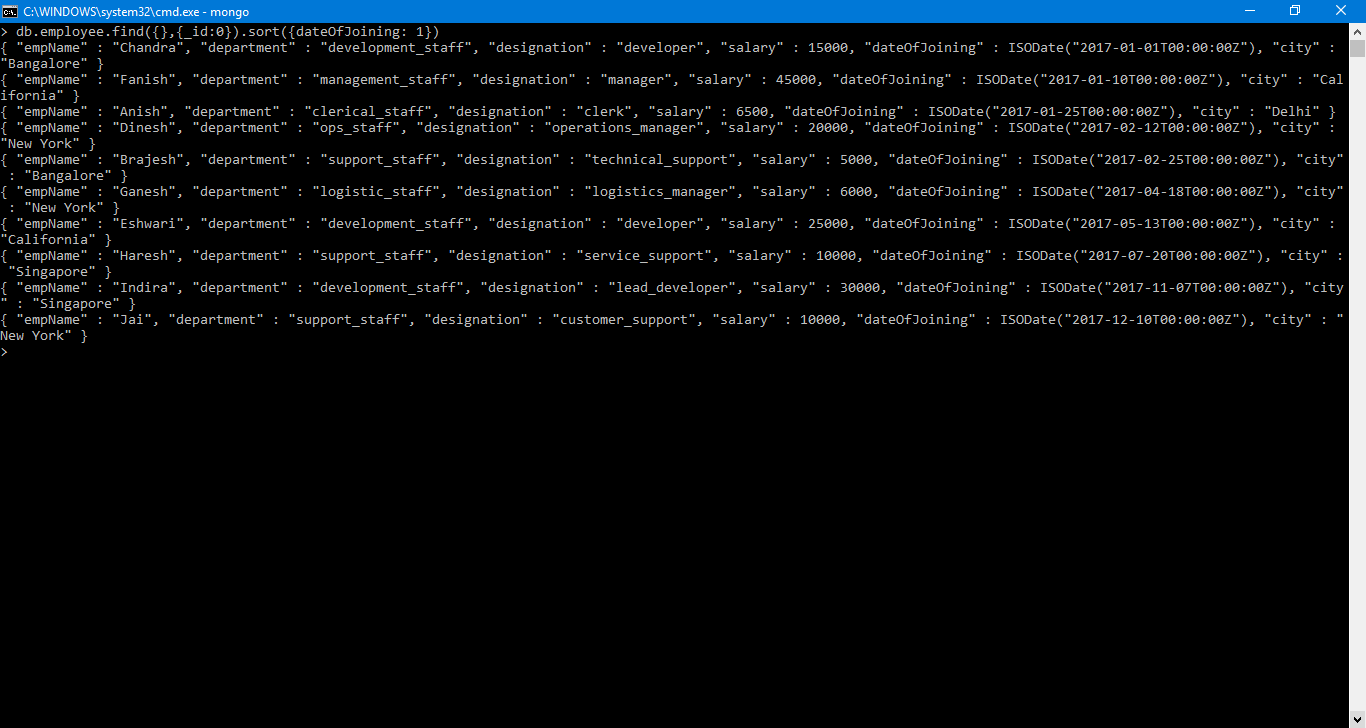 C:\WINDOWS\system32\cmd.exe - mongo
> db.employee.find({},{_id:0}).sort({dateOfJoining: 1})
{ "empName" : "Chandra", "department" : "development_staff", "designation" : "developer", "salary" : 15000, "dateOfJoining" : ISODate("2017-01-01T00:00:00Z"), "city" :
"Bangalore" }
{ "empName" : "Fanish", "department" : "management_staff", "designation" : "manager", "salary" : 45000, "dateOfJoining" : ISODate("2017-01-10T00:00:00Z"), "city" : "Cal
ifornia" }
{ "empName" : "Anish", "department" : "clerical_staff", "designation" : "clerk", "salary" : 6500, "dateOfJoining" : ISODate("2017-01-25T00:00:00Z"), "city" : "Delhi" }
{ "empName" : "Dinesh", "department" : "ops_staff", "designation" : "operations_manager", "salary" : 20000, "dateOfJoining" : ISODate("2017-02-12T00:00:00Z"), "city" :
"New York" }
{ "empName" : "Brajesh", "department" : "support_staff", "designation" : "technical_support", "salary" : 5000, "dateOfJoining" : ISODate("2017-02-25T00:00:00Z"), "city"
 : "Bangalore" }
{ "empName" : "Ganesh", "department" : "logistic_staff", "designation" : "logistics_manager", "salary" : 6000, "dateOfJoining" : ISODate("2017-04-18T00:00:00Z"), "city"
 : "New York" }
{ "empName" : "Eshwari", "department" : "development_staff", "designation" : "developer", "salary" : 25000, "dateOfJoining" : ISODate("2017-05-13T00:00:00Z"), "city" :
"California" }
{ "empName" : "Haresh", "department" : "support_staff", "designation" : "service_support", "salary" : 10000, "dateOfJoining" : ISODate("2017-07-20T00:00:00Z"), "city" :
 "Singapore" }
{ "empName" : "Indira", "department" : "development_staff", "designation" : "lead_developer", "salary" : 30000, "dateOfJoining" : ISODate("2017-11-07T00:00:00Z"), "city
" : "Singapore" }
{ "empName" : "Jai", "department" : "support_staff", "designation" : "customer_support", "salary" : 10000, "dateOfJoining" : ISODate("2017-12-10T00:00:00Z"), "city" : "
New York" }
>